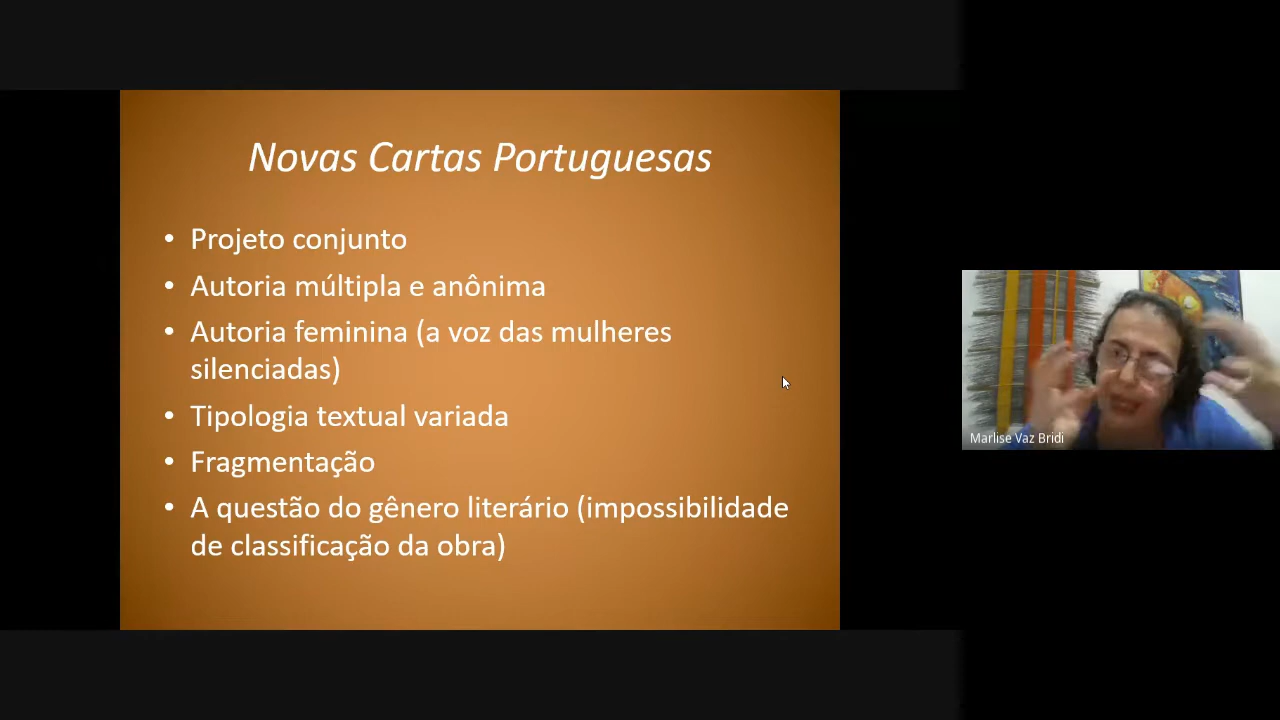 Novas Cartas Portuguesas
• Projeto conjunto
• Autoria múltipla e anônima
• Autoria feminina (a voz das mulheres
silenciadas)
• Tipologia textual variada
• Fragmentação
• A questão do gênero literário (impossibilidade
de classificação da obra)
Marlise Vaz Bridi